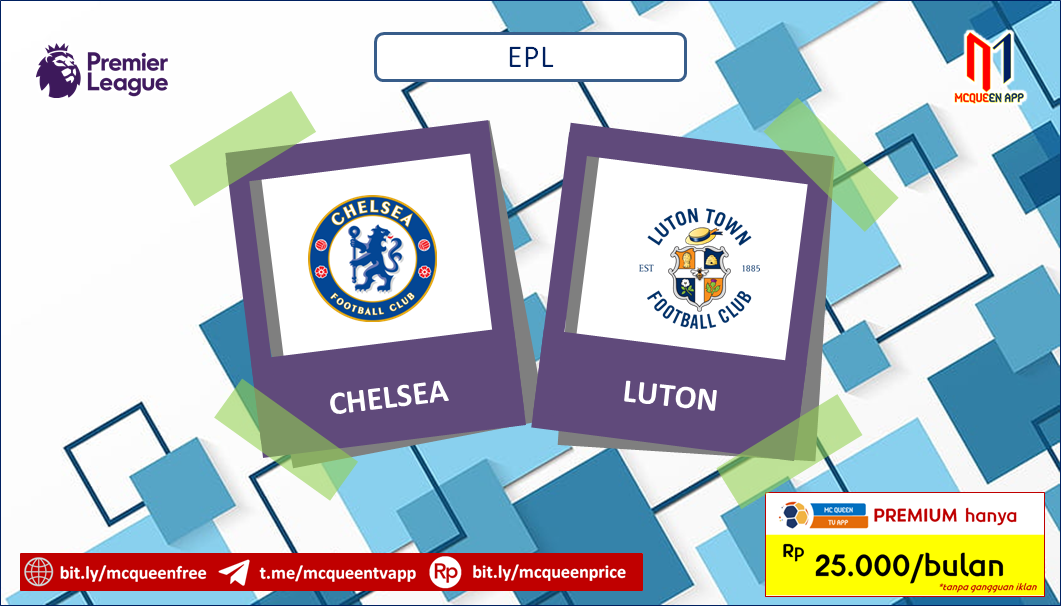 Premier
League
EPL
M1
MCQUEEN APP
CHELSEA
FOOTBALL CLUB
LUTON TOWN
EST 1885
FOOTBALL CLUB
CHELSEA
LUTON
MC QUEEN
TV APP
PREMIUM hanya
Rp 25.000/bulan
*tanpa gangguan iklan
bit.ly/mcqueenfree t.me/mcqueentvapp Rp bit.ly/mcqueenprice